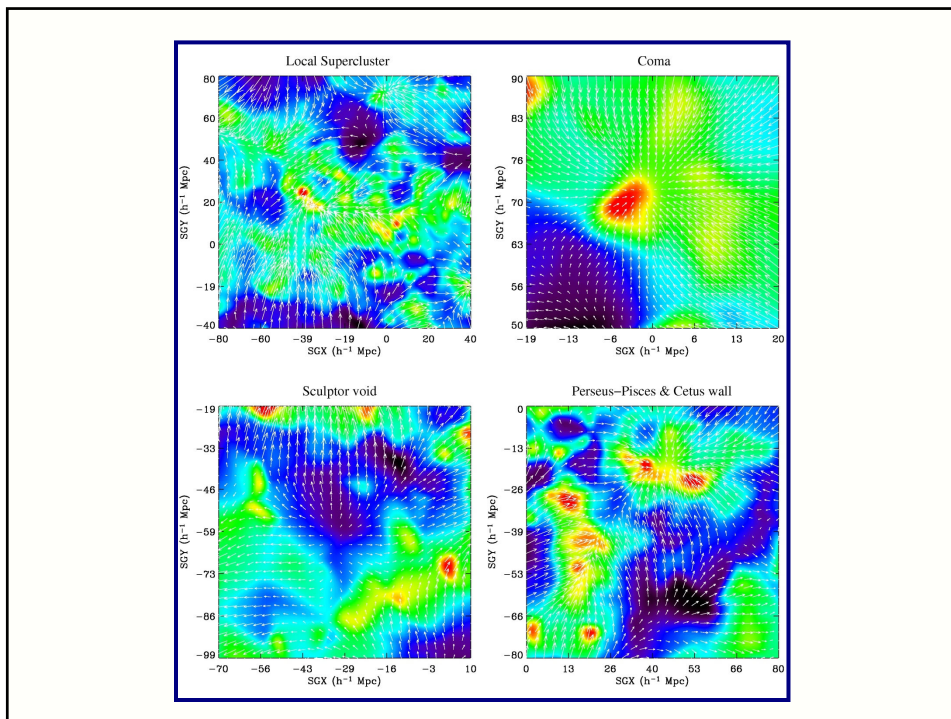 Local Supercluster
80
60
40
20
0
−19
−40
SGY (h⁻¹ Mpc)
−80 −60 −39 −19 0 20 40
SGX (h⁻¹ Mpc)
Coma
90
83
76
70
63
56
50
SGY (h⁻¹ Mpc)
−19 −13 −6 0 6 13 20
SGX (h⁻¹ Mpc)
Sculptor void
−19
−33
−46
−59
−73
−86
−99
SGY (h⁻¹ Mpc)
−70 −56 −43 −29 −16 −3 10
SGX (h⁻¹ Mpc)
Perseus−Pisces & Cetus wall
0
−13
−26
−39
−53
−66
−80
SGY (h⁻¹ Mpc)
0 13 26 40 53 66 80
SGX (h⁻¹ Mpc)